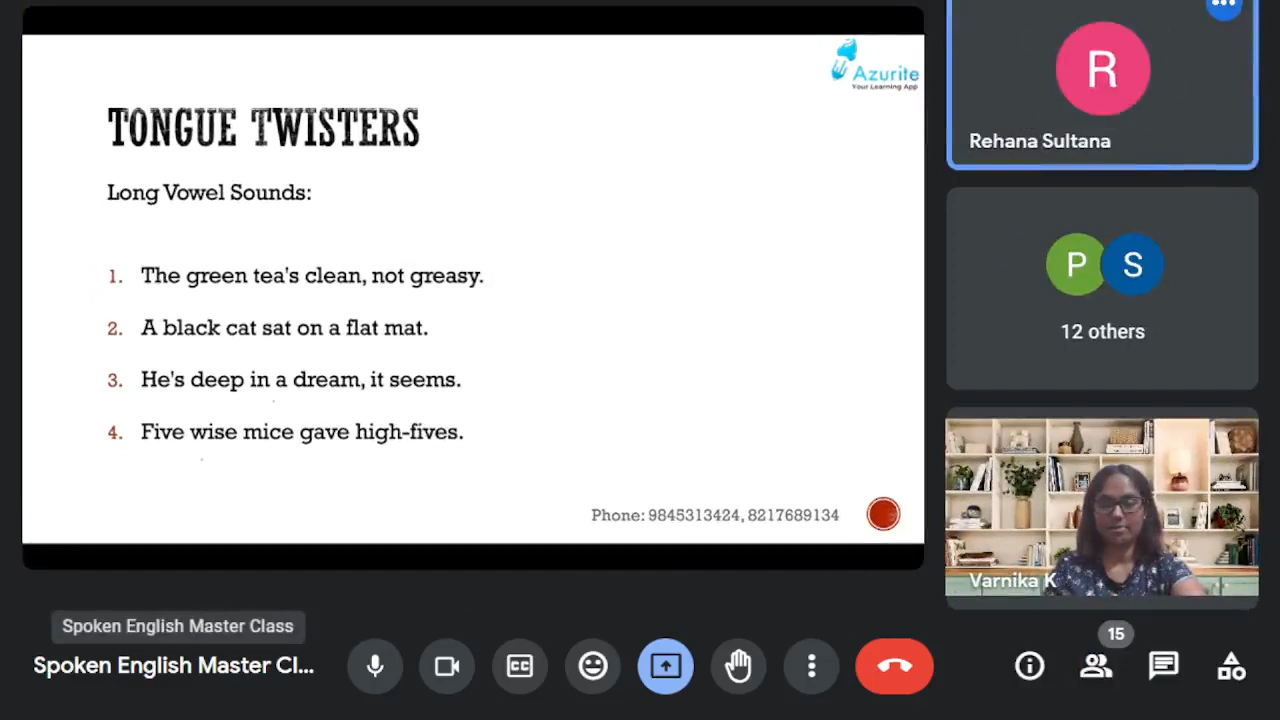 Azurite
Your Learning App
TONGUE TWISTERS
Long Vowel Sounds:
1. The green tea's clean, not greasy.
2. A black cat sat on a flat mat.
3. He's deep in a dream, it seems.
4. Five wise mice gave high-fives.
Phone: 9845313424, 8217689134
R
Rehana Sultana
P S
12 others
Varnika K
Spoken English Master Class
Spoken English Master Cl...
CC
15